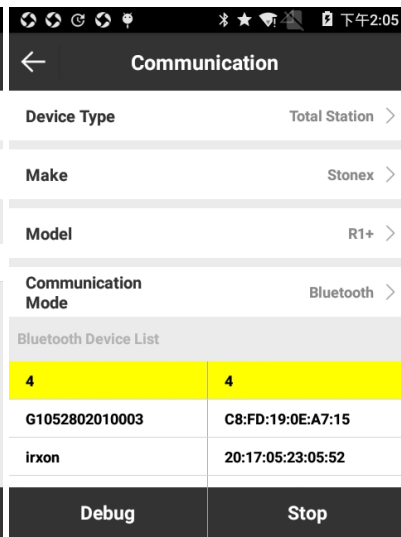 下午2:05
Communication
Device Type Total Station
Make Stonex
Model R1+
Communication
Mode Bluetooth
Bluetooth Device List
4 4
G1052802010003 C8:FD:19:0E:A7:15
irxon 20:17:05:23:05:52
Debug Stop